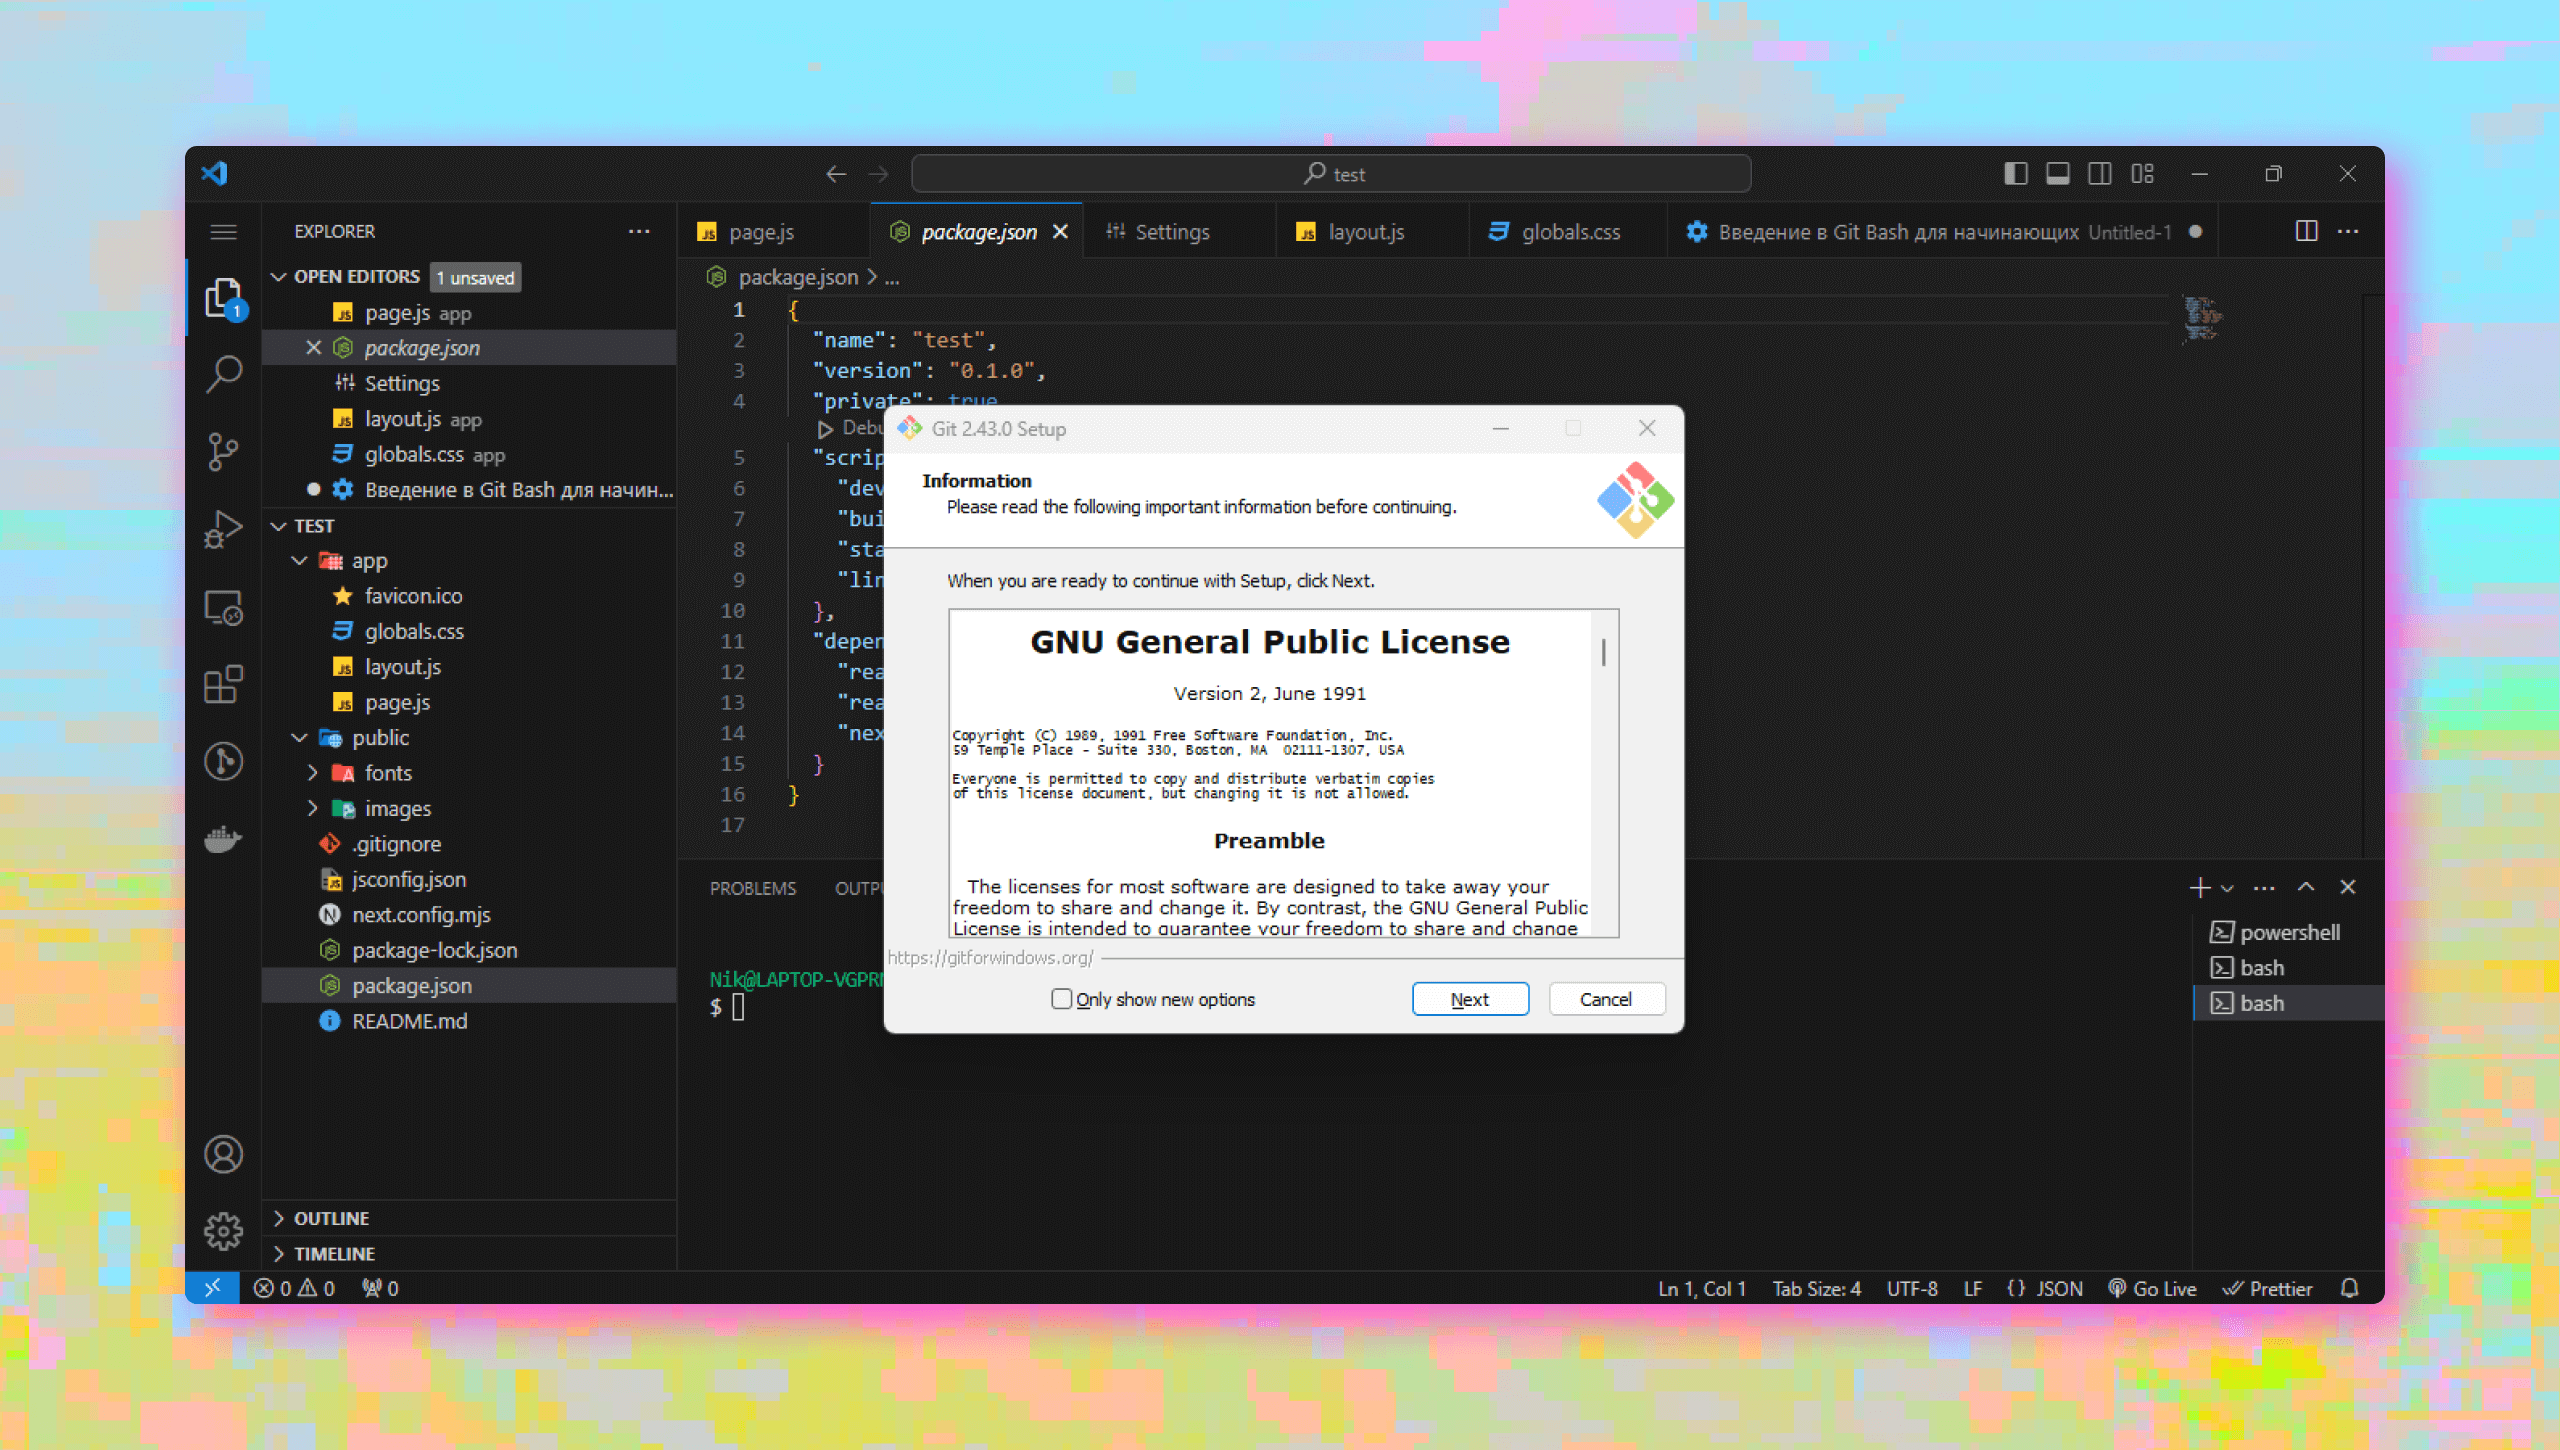 test
EXPLORER
OPEN EDITORS 1 unsaved
page.js app
package.json
Settings
layout.js app
globals.css app
Введение в Git Bash для начин...
TEST
app
favicon.ico
globals.css
layout.js
page.js
public
fonts
images
.gitignore
jsconfig.json
next.config.mjs
package-lock.json
package.json
README.md
OUTLINE
TIMELINE
page.js
package.json
Settings
layout.js
globals.css
Введение в Git Bash для начинающих Untitled-1
package.json > ...
1 {
2 "name": "test",
3 "version": "0.1.0",
4 "private": true
Debu
5 "scrip
6 "dev
7 "bui
8 "sta
9 "lin
10 },
11 "depen
12 "rea
13 "rea
14 "nex
15 }
16 }
17
Git 2.43.0 Setup
Information
Please read the following important information before continuing.
When you are ready to continue with Setup, click Next.
GNU General Public License
Version 2, June 1991
Copyright (C) 1989, 1991 Free Software Foundation, Inc.
59 Temple Place - Suite 330, Boston, MA 02111-1307, USA
Everyone is permitted to copy and distribute verbatim copies
of this license document, but changing it is not allowed.
Preamble
The licenses for most software are designed to take away your
freedom to share and change it. By contrast, the GNU General Public
License is intended to guarantee your freedom to share and change
https://gitforwindows.org/
Only show new options
Next
Cancel
PROBLEMS OUTPU
Nik@LAPTOP-VGPR
$
powershell
bash
bash
0 0 0
Ln 1, Col 1 Tab Size: 4 UTF-8 LF {} JSON Go Live Prettier